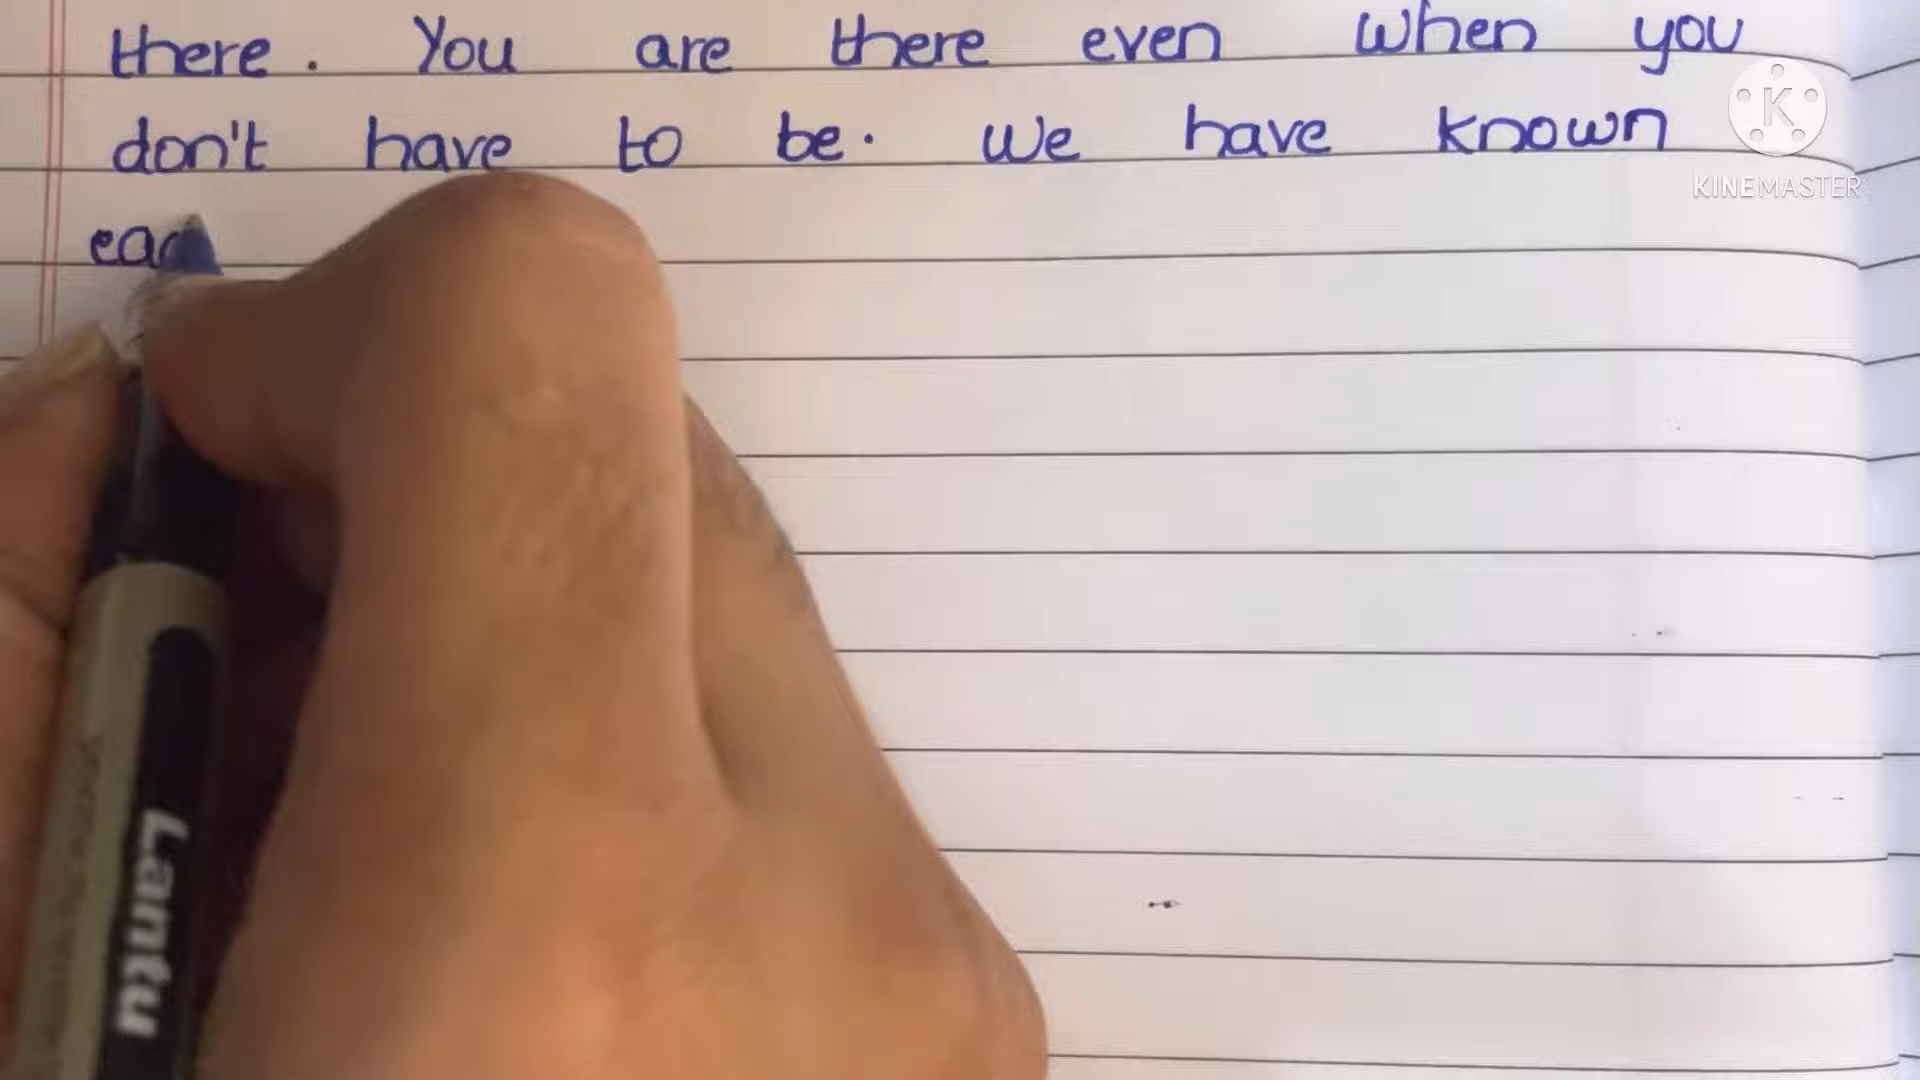 there. You are there even when you
don't have to be. We have known
K
KINEMASTER
Lantu